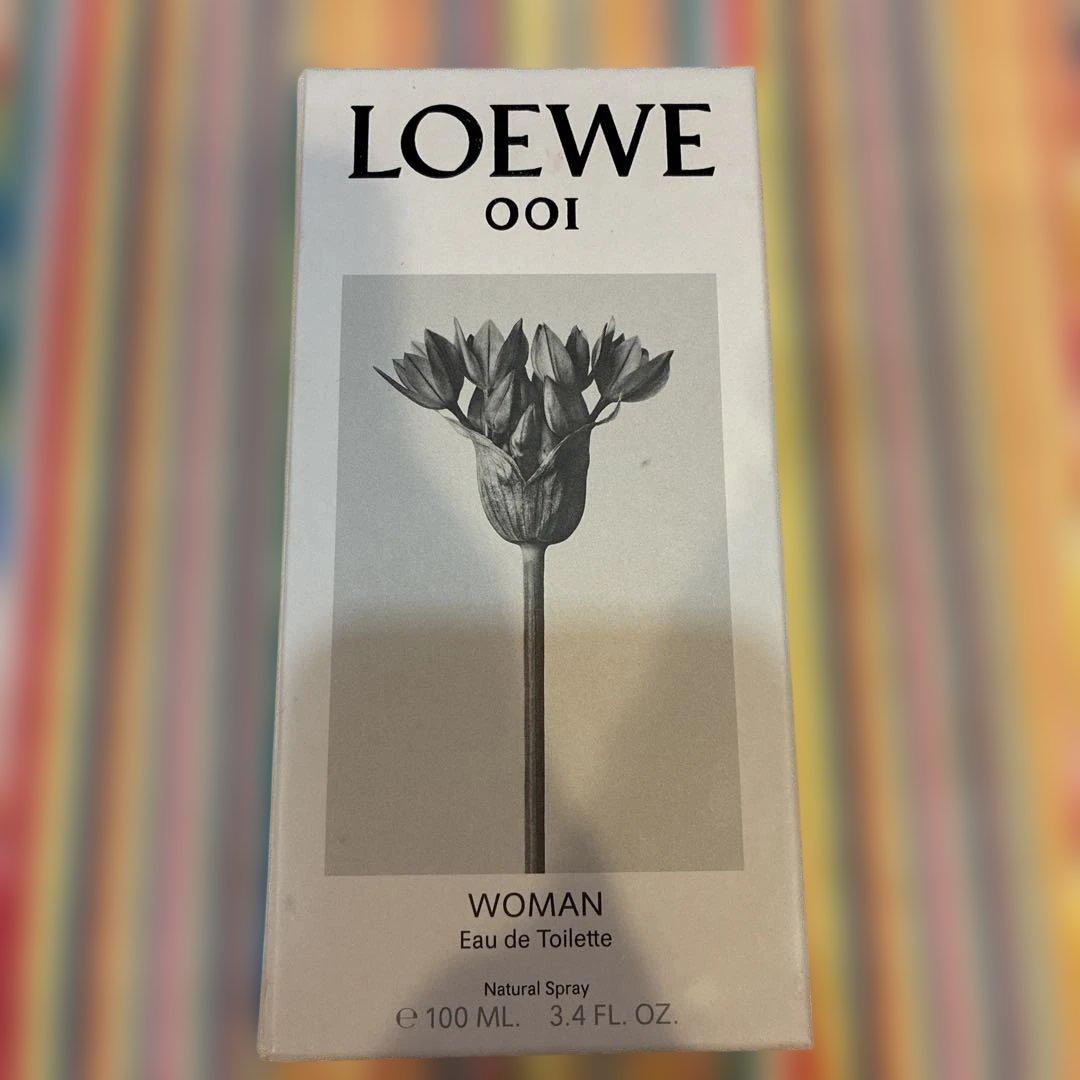 LOEWE
001
WOMAN
Eau de Toilette
Natural Spray
℮ 100 ML. 3.4 FL. OZ.